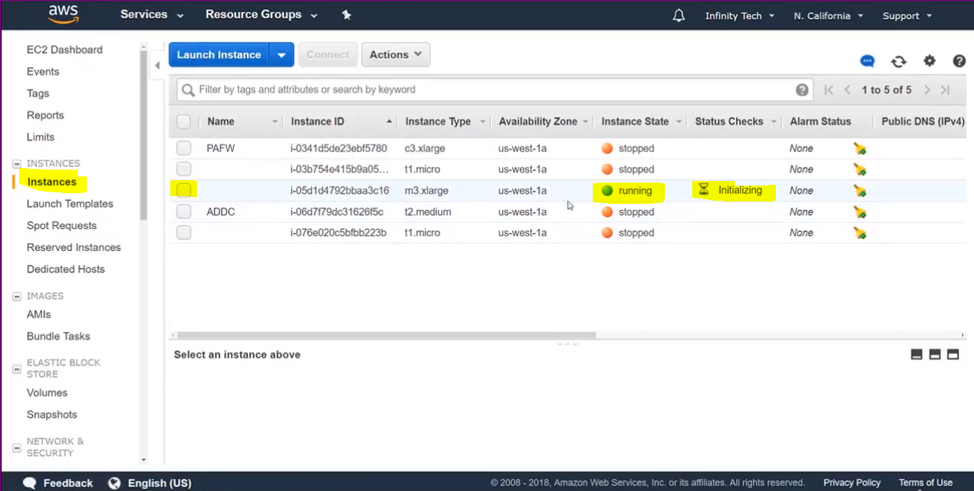 aws Services Resource Groups Infinity Tech N. California Support
EC2 Dashboard
Events
Tags
Reports
Limits
INSTANCES
Instances
Launch Templates
Spot Requests
Reserved Instances
Dedicated Hosts
IMAGES
AMIs
Bundle Tasks
ELASTIC BLOCK
STORE
Volumes
Snapshots
NETWORK &
SECURITY
Launch Instance Connect Actions
Filter by tags and attributes or search by keyword 1 to 5 of 5
Name Instance ID Instance Type Availability Zone Instance State Status Checks Alarm Status Public DNS (IPv4)
PAFW i-0341d5de23ebf5780 c3.xlarge us-west-1a stopped None
i-03b754e415b9a05... t1.micro us-west-1a stopped None
i-05d1d4792bbaa3c16 m3.xlarge us-west-1a running Initializing None
ADDC i-06d7f79dc31626f5c t2.medium us-west-1a stopped None
i-076e020c5bfbb223b t1.micro us-west-1a stopped None
Select an instance above
Feedback English (US) © 2008 - 2018, Amazon Web Services, Inc. or its affiliates. All rights reserved. Privacy Policy Terms of Use